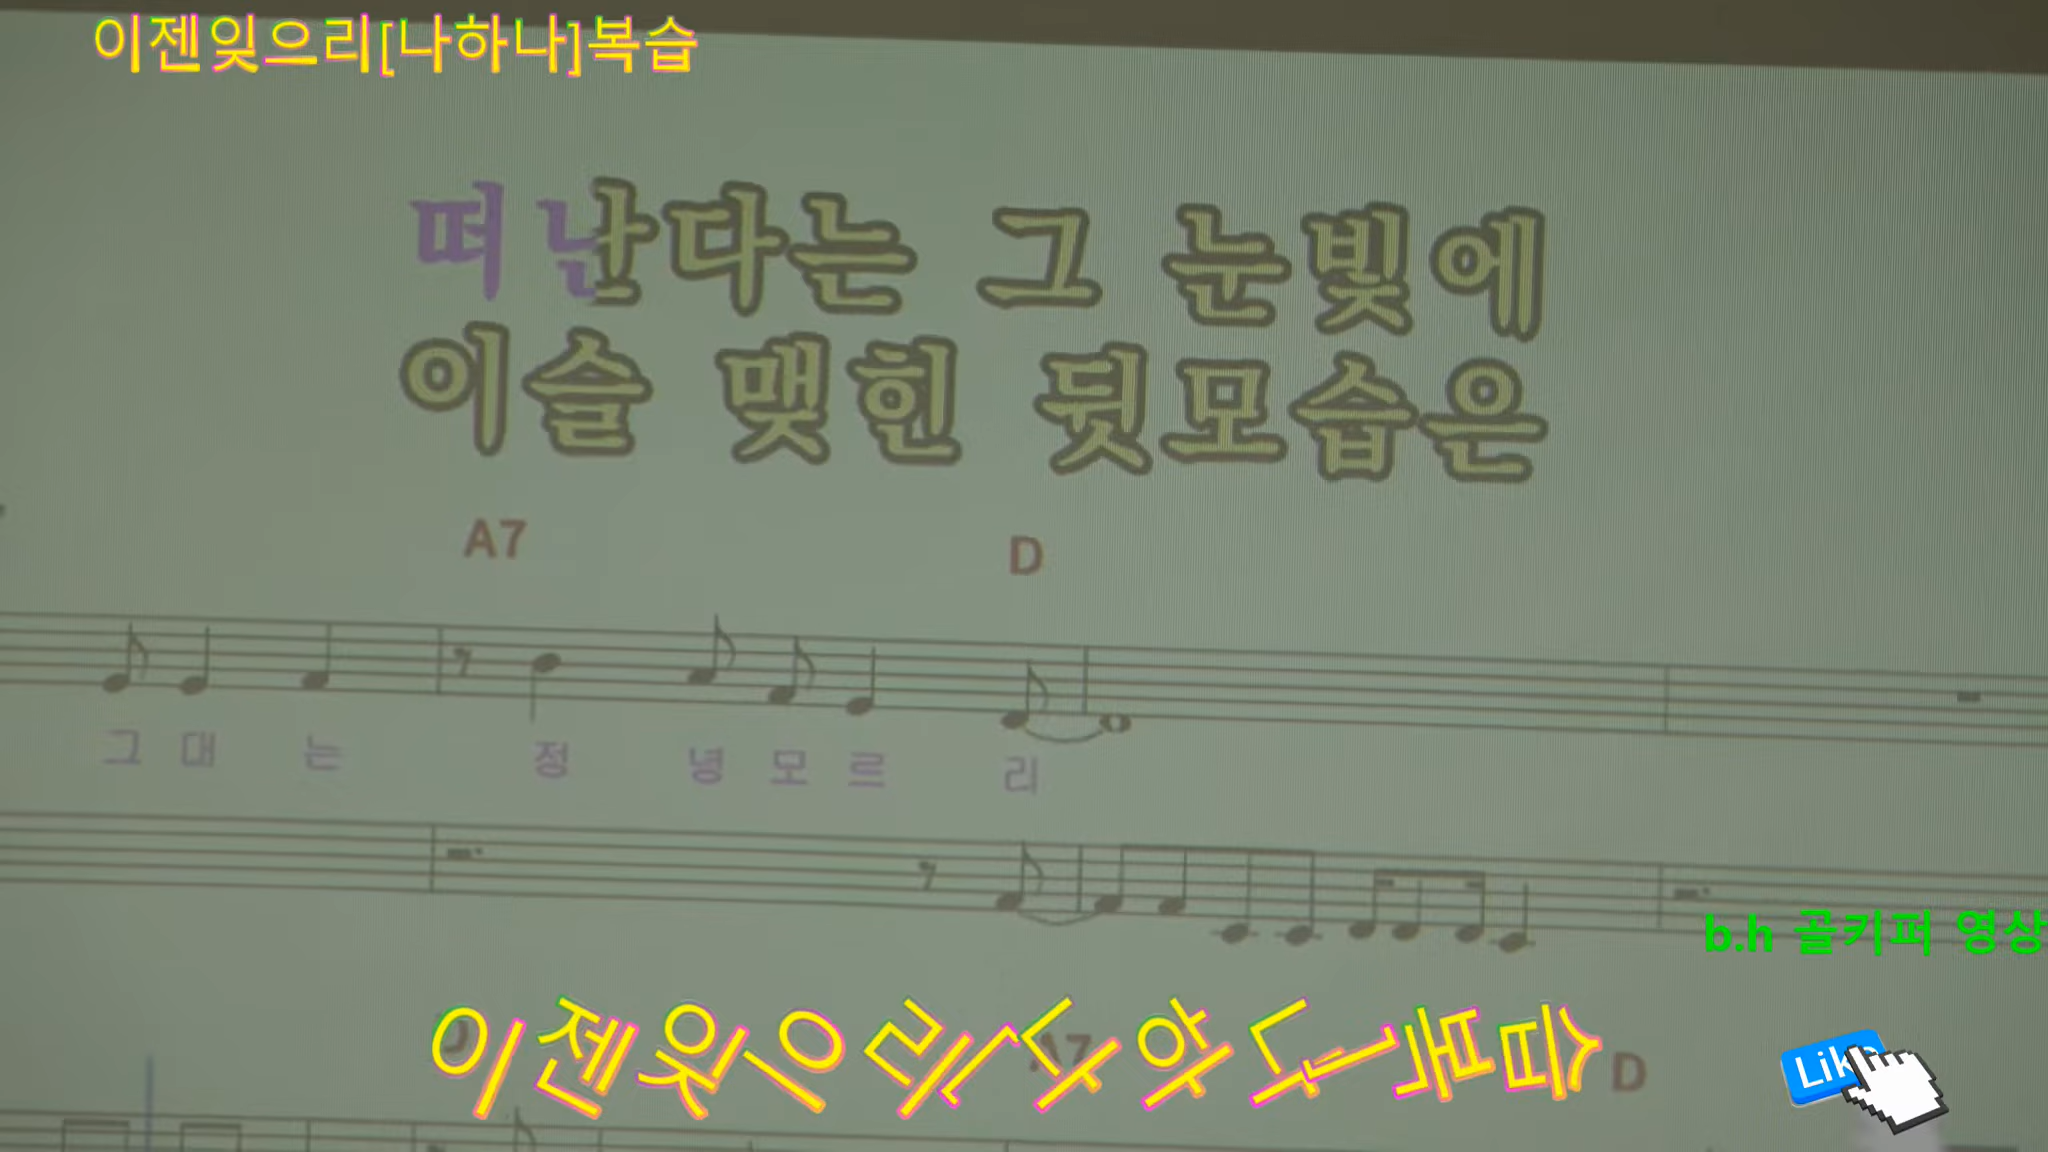 이젠잊으리[나하나]복습
떠난다는 그 눈빛에
이슬 맺힌 뒷모습은
A7 D
그대는 정녕모르리
b.h 골키퍼 영상
이젠잊으리[나하나]복습
A7 D
Like